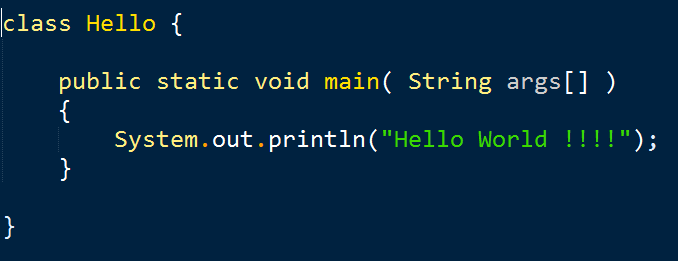 class Hello {
    public static void main( String args[] )
    {
        System.out.println("Hello World !!!!");
    }
}